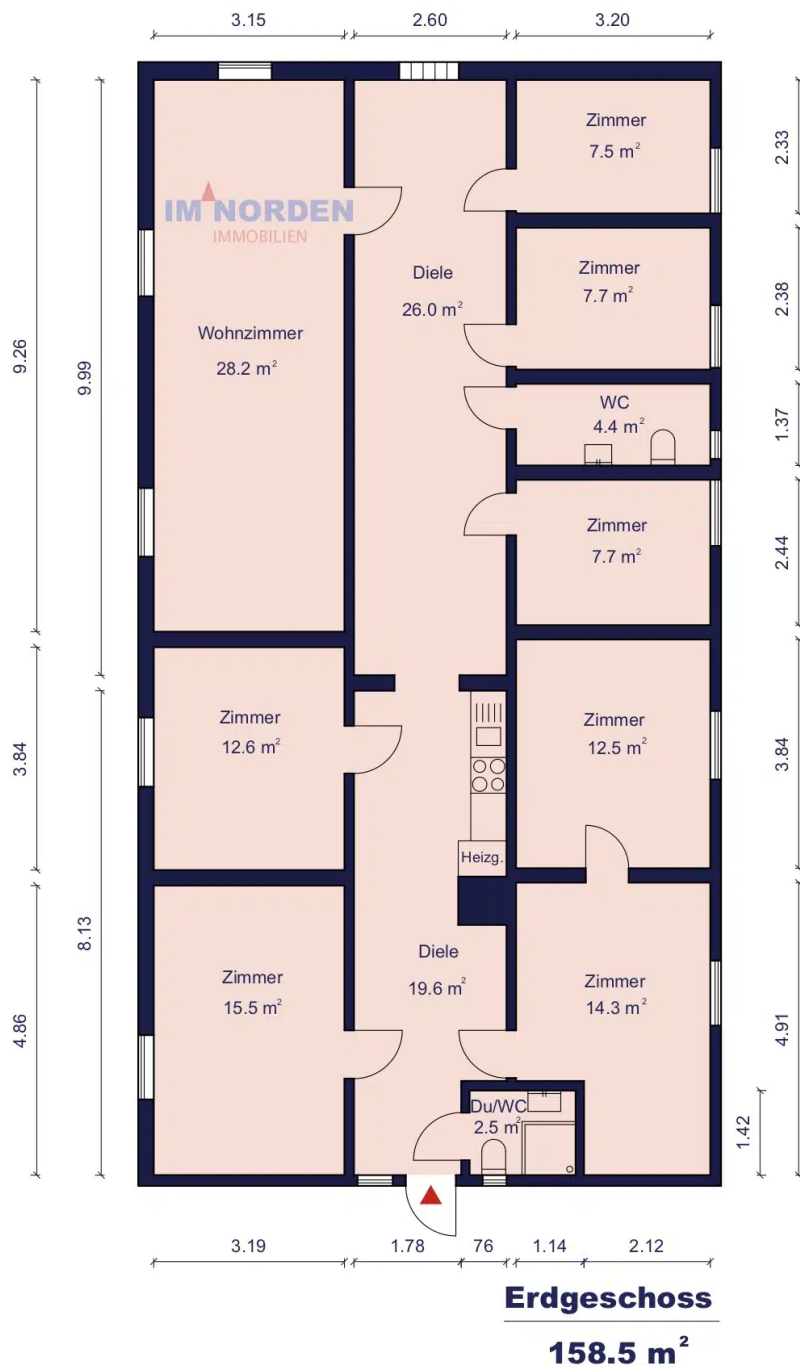 3.15
2.60
3.20
Zimmer
7.5 m²
2.33
IM NORDEN
IMMOBILIEN
Diele
26.0 m²
Zimmer
7.7 m²
2.38
Wohnzimmer
28.2 m²
9.26
9.99
WC
4.4 m²
1.37
Zimmer
7.7 m²
2.44
Zimmer
12.6 m²
3.84
Zimmer
12.5 m²
3.84
Heizg.
8.13
Diele
19.6 m²
Zimmer
15.5 m²
4.86
Zimmer
14.3 m²
4.91
Du/WC
2.5 m²
1.42
3.19
1.78
76
1.14
2.12
Erdgeschoss
158.5 m²